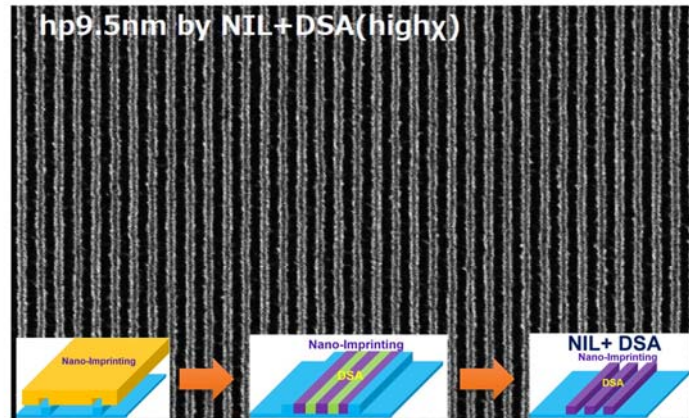 hp9.5nm by NIL+DSA(highχ)
Nano-Imprinting
Nano-Imprinting
DSA
NIL+ DSA
Nano-Imprinting
DSA